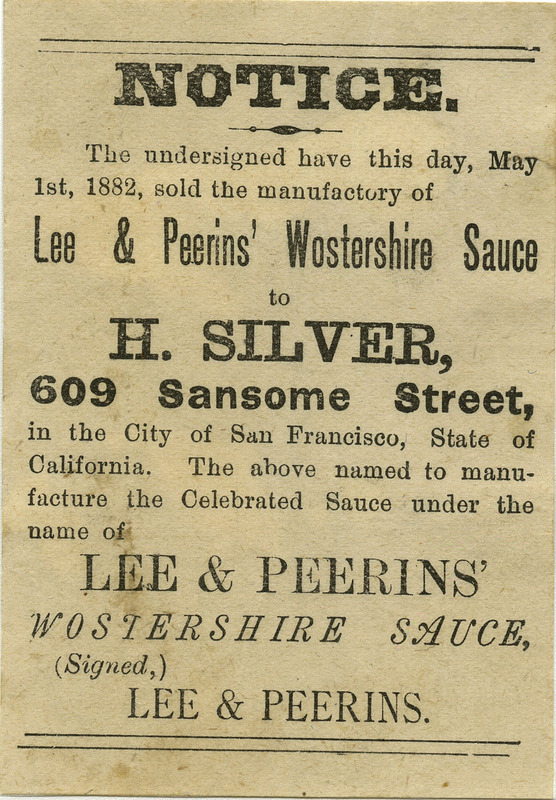 NOTICE.
The undersigned have this day, May
1st, 1882, sold the manufactory of
Lee & Peerins' Wostershire Sauce
to
H. SILVER,
609 Sansome Street,
in the City of San Francisco, State of
California. The above named to manu-
facture the Celebrated Sauce under the
name of
LEE & PEERINS'
WOSTERSHIRE SAUCE,
(Signed,)
LEE & PEERINS.